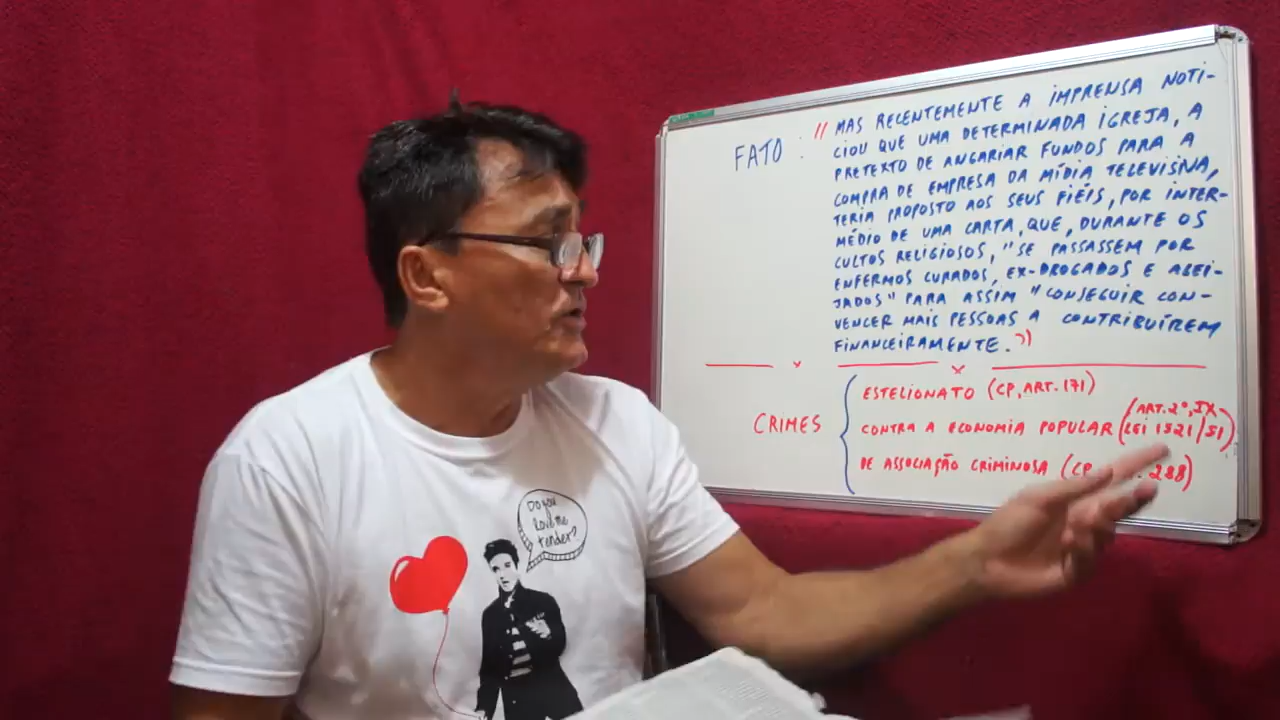 FATO : "MAS RECENTEMENTE A IMPRENSA NOTI-
CIOU QUE UMA DETERMINADA IGREJA, A
PRETEXTO DE ANGARIAR FUNDOS PARA A
COMPRA DE EMPRESA DA MÍDIA TELEVISIVA,
TERIA PROPOSTO AOS SEUS FIÉIS, POR INTER-
MÉDIO DE UMA CARTA, QUE, DURANTE OS
CULTOS RELIGIOSOS, "SE PASSASSEM POR
ENFERMOS CURADOS, EX-DROGADOS E ALEI-
JADOS" PARA ASSIM "CONSEGUIR CON-
VENCER MAIS PESSOAS A CONTRIBUÍREM
FINANCEIRAMENTE."
CRIMES
ESTELIONATO (CP, ART. 171)
CONTRA A ECONOMIA POPULAR (ART. 2º, IX, LEI 1521/51)
DE ASSOCIAÇÃO CRIMINOSA (CP 288)
Do you
love me
tender?